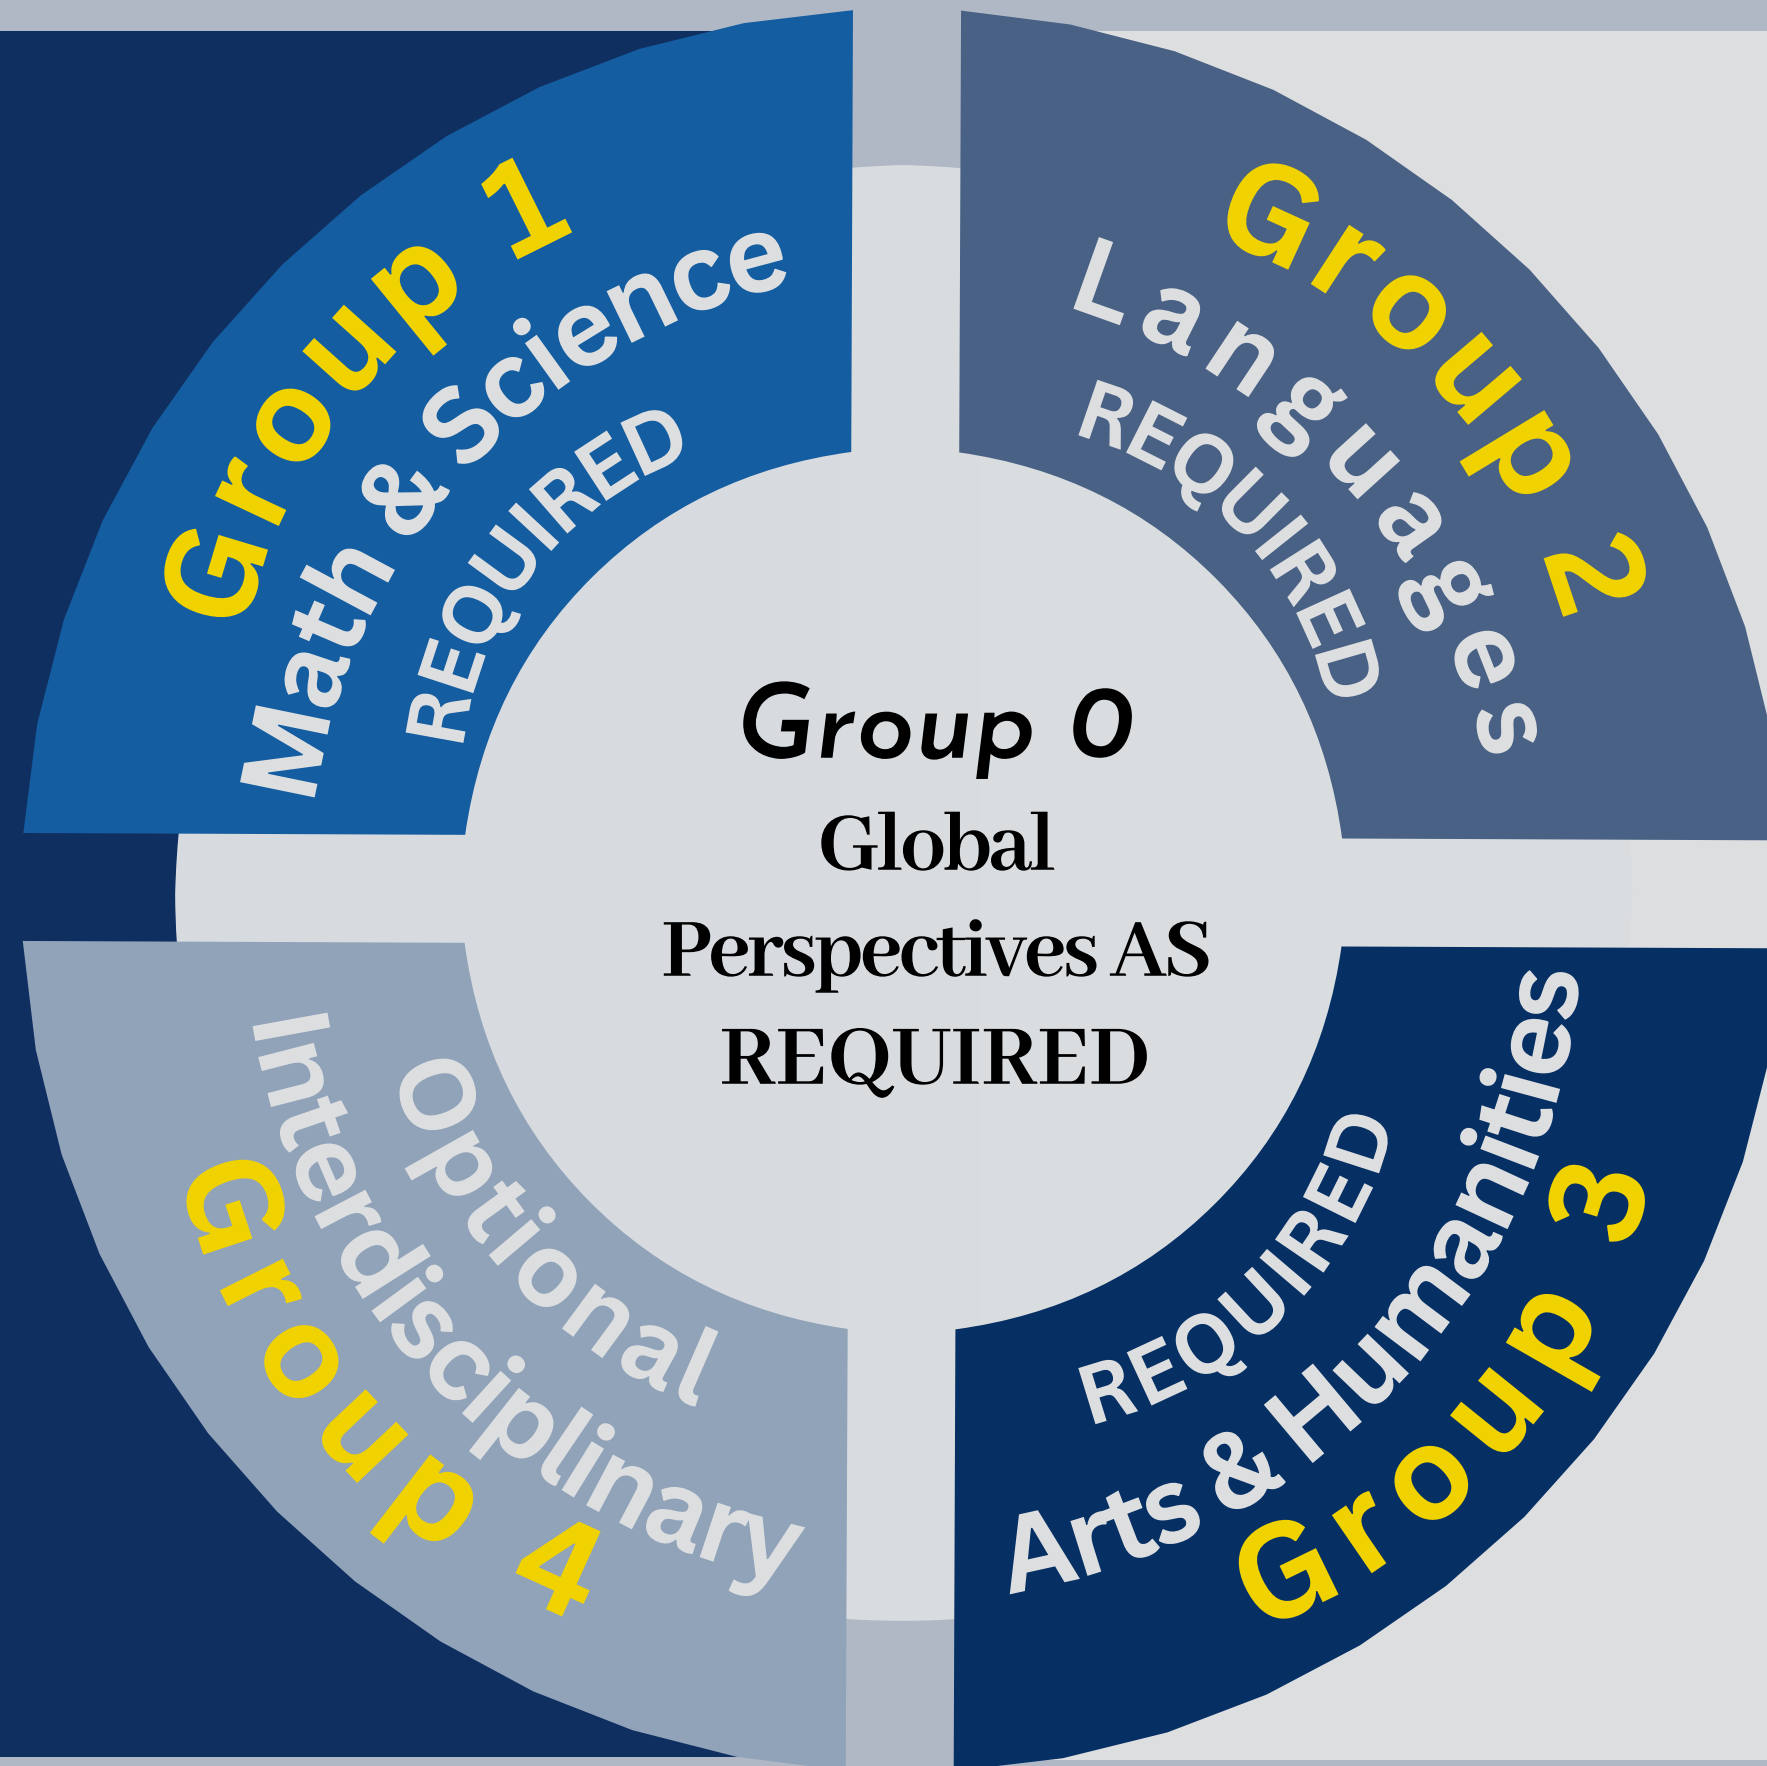 Group 1
Math & Science
REQUIRED
Group 2
Languages
REQUIRED
Group 0
Global
Perspectives AS
REQUIRED
Optional
Interdisciplinary
Group 4
REQUIRED
Arts & Humanities
Group 3